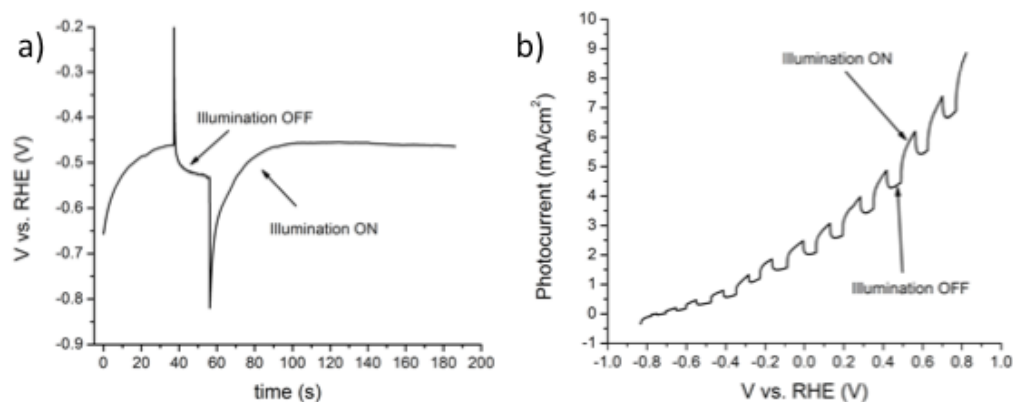 a)
V vs. RHE (V)
-0.2
-0.3
-0.4
-0.5
-0.6
-0.7
-0.8
-0.9
Illumination OFF
Illumination ON
0 20 40 60 80 100 120 140 160 180 200
time (s)
b)
Photocurrent (mA/cm²)
10
9
8
7
6
5
4
3
2
1
0
-1
Illumination ON
Illumination OFF
-1.0 -0.8 -0.6 -0.4 -0.2 0.0 0.2 0.4 0.6 0.8 1.0
V vs. RHE (V)